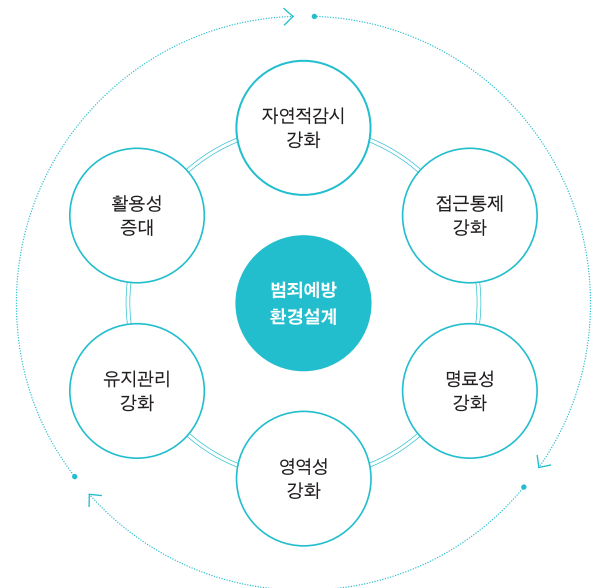 자연적감시
강화
활용성
증대
접근통제
강화
범죄예방
환경설계
유지관리
강화
명료성
강화
영역성
강화